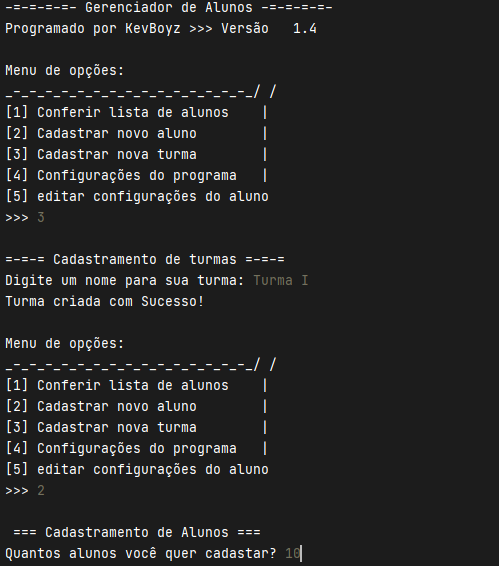 -=-=-=-=- Gerenciador de Alunos -=-=-=-=-
Programado por KevBoyz >>> Versão   1.4
Menu de opções:
_-_-_-_-_-_-_-_-_-_-_-_-_-_-_-_/ /
[1] Conferir lista de alunos    |
[2] Cadastrar novo aluno        |
[3] Cadastrar nova turma        |
[4] Configurações do programa   |
[5] editar configurações do aluno
>>> 3
=-=-= Cadastramento de turmas =-=-=
Digite um nome para sua turma: Turma I
Turma criada com Sucesso!
Menu de opções:
_-_-_-_-_-_-_-_-_-_-_-_-_-_-_-_/ /
[1] Conferir lista de alunos    |
[2] Cadastrar novo aluno        |
[3] Cadastrar nova turma        |
[4] Configurações do programa   |
[5] editar configurações do aluno
>>> 2
=== Cadastramento de Alunos ===
Quantos alunos você quer cadastar? 10